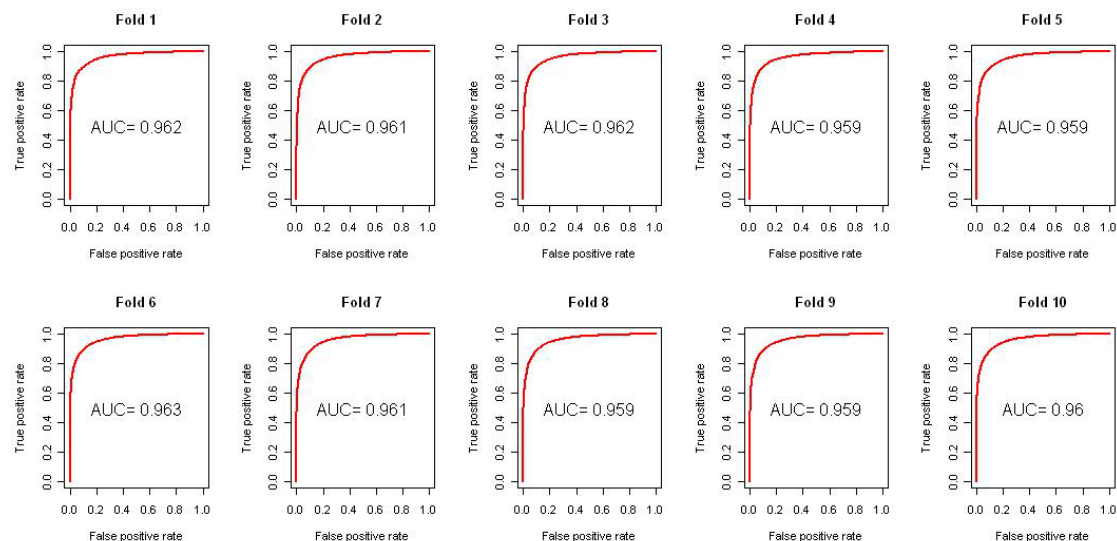 Fold 1
1.0
0.8
0.6
0.4
0.2
0.0
True positive rate
AUC= 0.962
0.0 0.2 0.4 0.6 0.8 1.0
False positive rate
Fold 2
1.0
0.8
0.6
0.4
0.2
0.0
True positive rate
AUC= 0.961
0.0 0.2 0.4 0.6 0.8 1.0
False positive rate
Fold 3
1.0
0.8
0.6
0.4
0.2
0.0
True positive rate
AUC= 0.962
0.0 0.2 0.4 0.6 0.8 1.0
False positive rate
Fold 4
1.0
0.8
0.6
0.4
0.2
0.0
True positive rate
AUC= 0.959
0.0 0.2 0.4 0.6 0.8 1.0
False positive rate
Fold 5
1.0
0.8
0.6
0.4
0.2
0.0
True positive rate
AUC= 0.959
0.0 0.2 0.4 0.6 0.8 1.0
False positive rate
Fold 6
1.0
0.8
0.6
0.4
0.2
0.0
True positive rate
AUC= 0.963
0.0 0.2 0.4 0.6 0.8 1.0
False positive rate
Fold 7
1.0
0.8
0.6
0.4
0.2
0.0
True positive rate
AUC= 0.961
0.0 0.2 0.4 0.6 0.8 1.0
False positive rate
Fold 8
1.0
0.8
0.6
0.4
0.2
0.0
True positive rate
AUC= 0.959
0.0 0.2 0.4 0.6 0.8 1.0
False positive rate
Fold 9
1.0
0.8
0.6
0.4
0.2
0.0
True positive rate
AUC= 0.959
0.0 0.2 0.4 0.6 0.8 1.0
False positive rate
Fold 10
1.0
0.8
0.6
0.4
0.2
0.0
True positive rate
AUC= 0.96
0.0 0.2 0.4 0.6 0.8 1.0
False positive rate